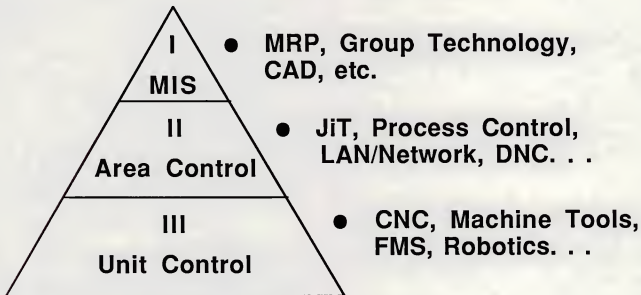 I
MIS
● MRP, Group Technology,
CAD, etc.
II
Area Control
● JiT, Process Control,
LAN/Network, DNC. . .
III
Unit Control
● CNC, Machine Tools,
FMS, Robotics. . .